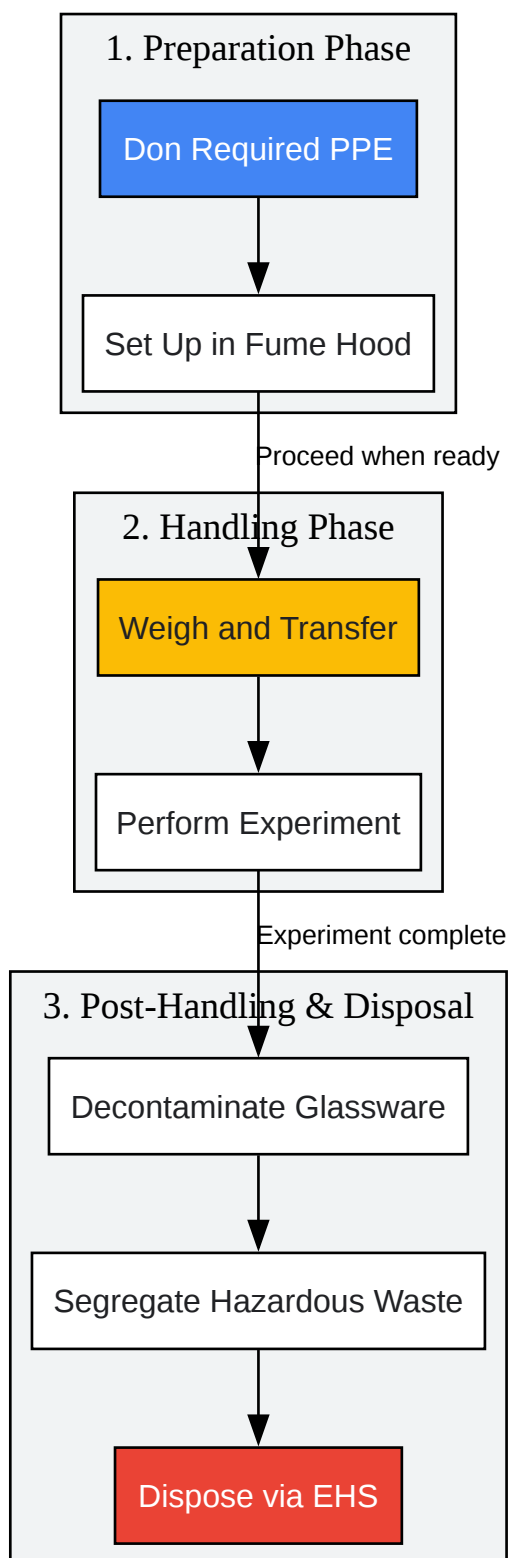 1. Preparation Phase
Don Required PPE
Set Up in Fume Hood
Proceed when ready
2. Handling Phase
Weigh and Transfer
Perform Experiment
Experiment complete
3. Post-Handling & Disposal
Decontaminate Glassware
Segregate Hazardous Waste
Dispose via EHS